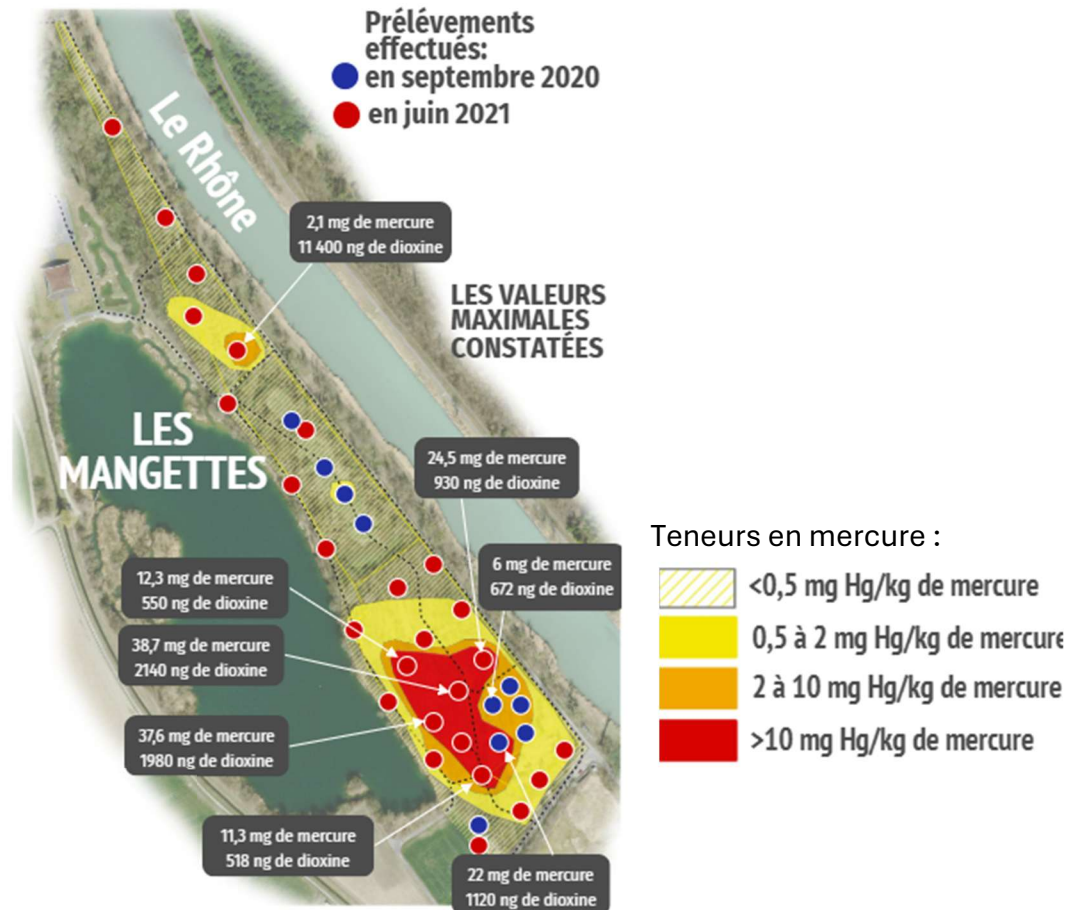 Prélévements
effectués:
en septembre 2020
en juin 2021
Le Rhône
2,1 mg de mercure
11 400 ng de dioxine
LES VALEURS
MAXIMALES
CONSTATÉES
LES
MANGETTES
24,5 mg de mercure
930 ng de dioxine
6 mg de mercure
672 ng de dioxine
12,3 mg de mercure
550 ng de dioxine
38,7 mg de mercure
2140 ng de dioxine
37,6 mg de mercure
1980 ng de dioxine
11,3 mg de mercure
518 ng de dioxine
22 mg de mercure
1120 ng de dioxine
Teneurs en mercure :
<0,5 mg Hg/kg de mercure
0,5 à 2 mg Hg/kg de mercure
2 à 10 mg Hg/kg de mercure
>10 mg Hg/kg de mercure